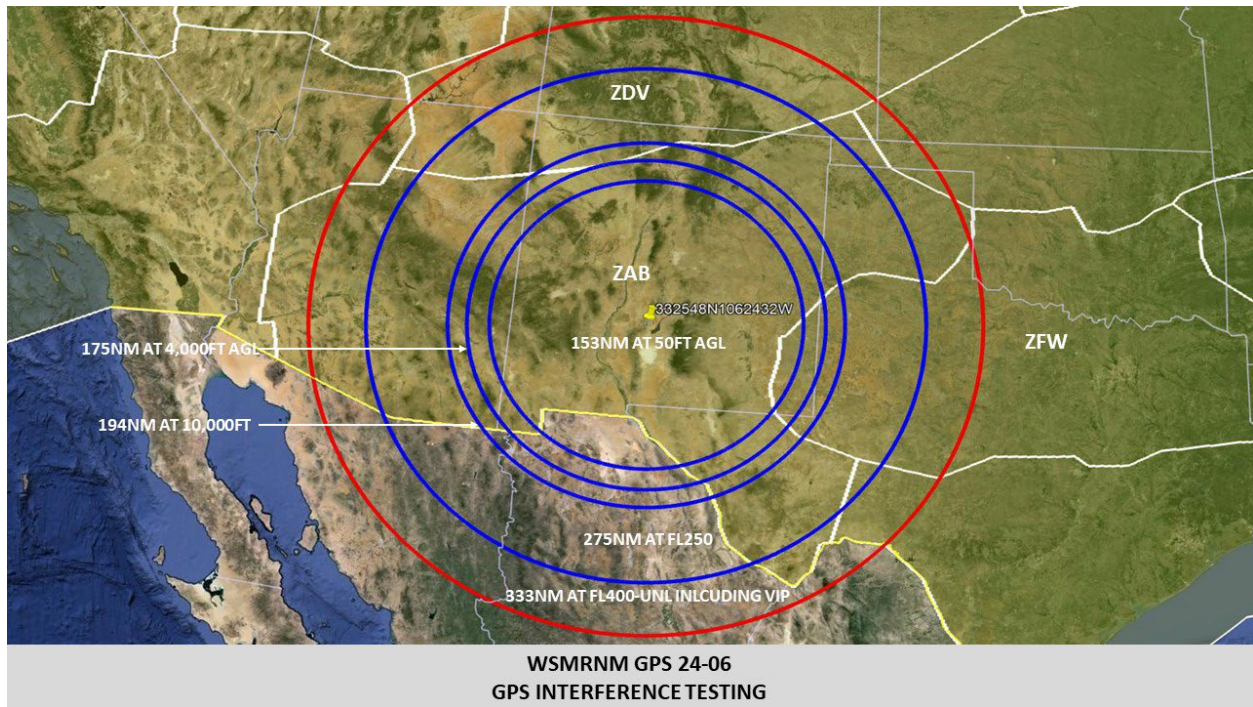 ZDV
ZAB
332548N1062432W
153NM AT 50FT AGL
ZFW
175NM AT 4,000FT AGL
194NM AT 10,000FT
275NM AT FL250
333NM AT FL400-UNL INLCUDING VIP
WSMRNM GPS 24-06
GPS INTERFERENCE TESTING